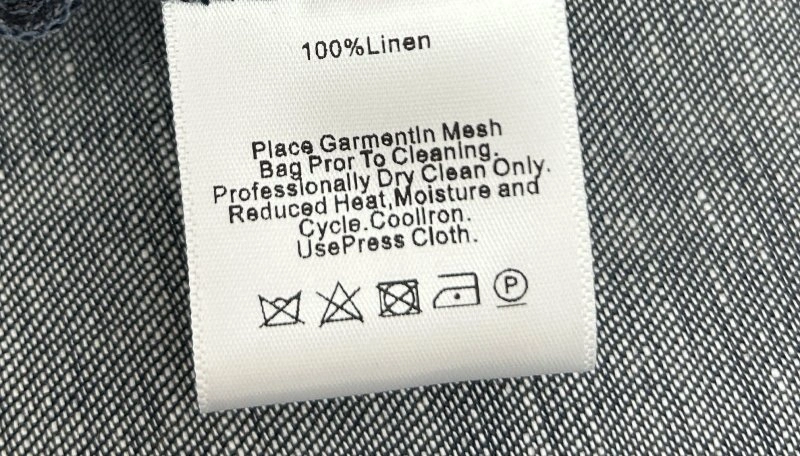 100%Linen
Place GarmentIn Mesh
Bag Pror To Cleaning.
Professionally Dry Clean Only.
Reduced Heat,Moisture and
Cycle.CoolIron.
UsePress Cloth.
P